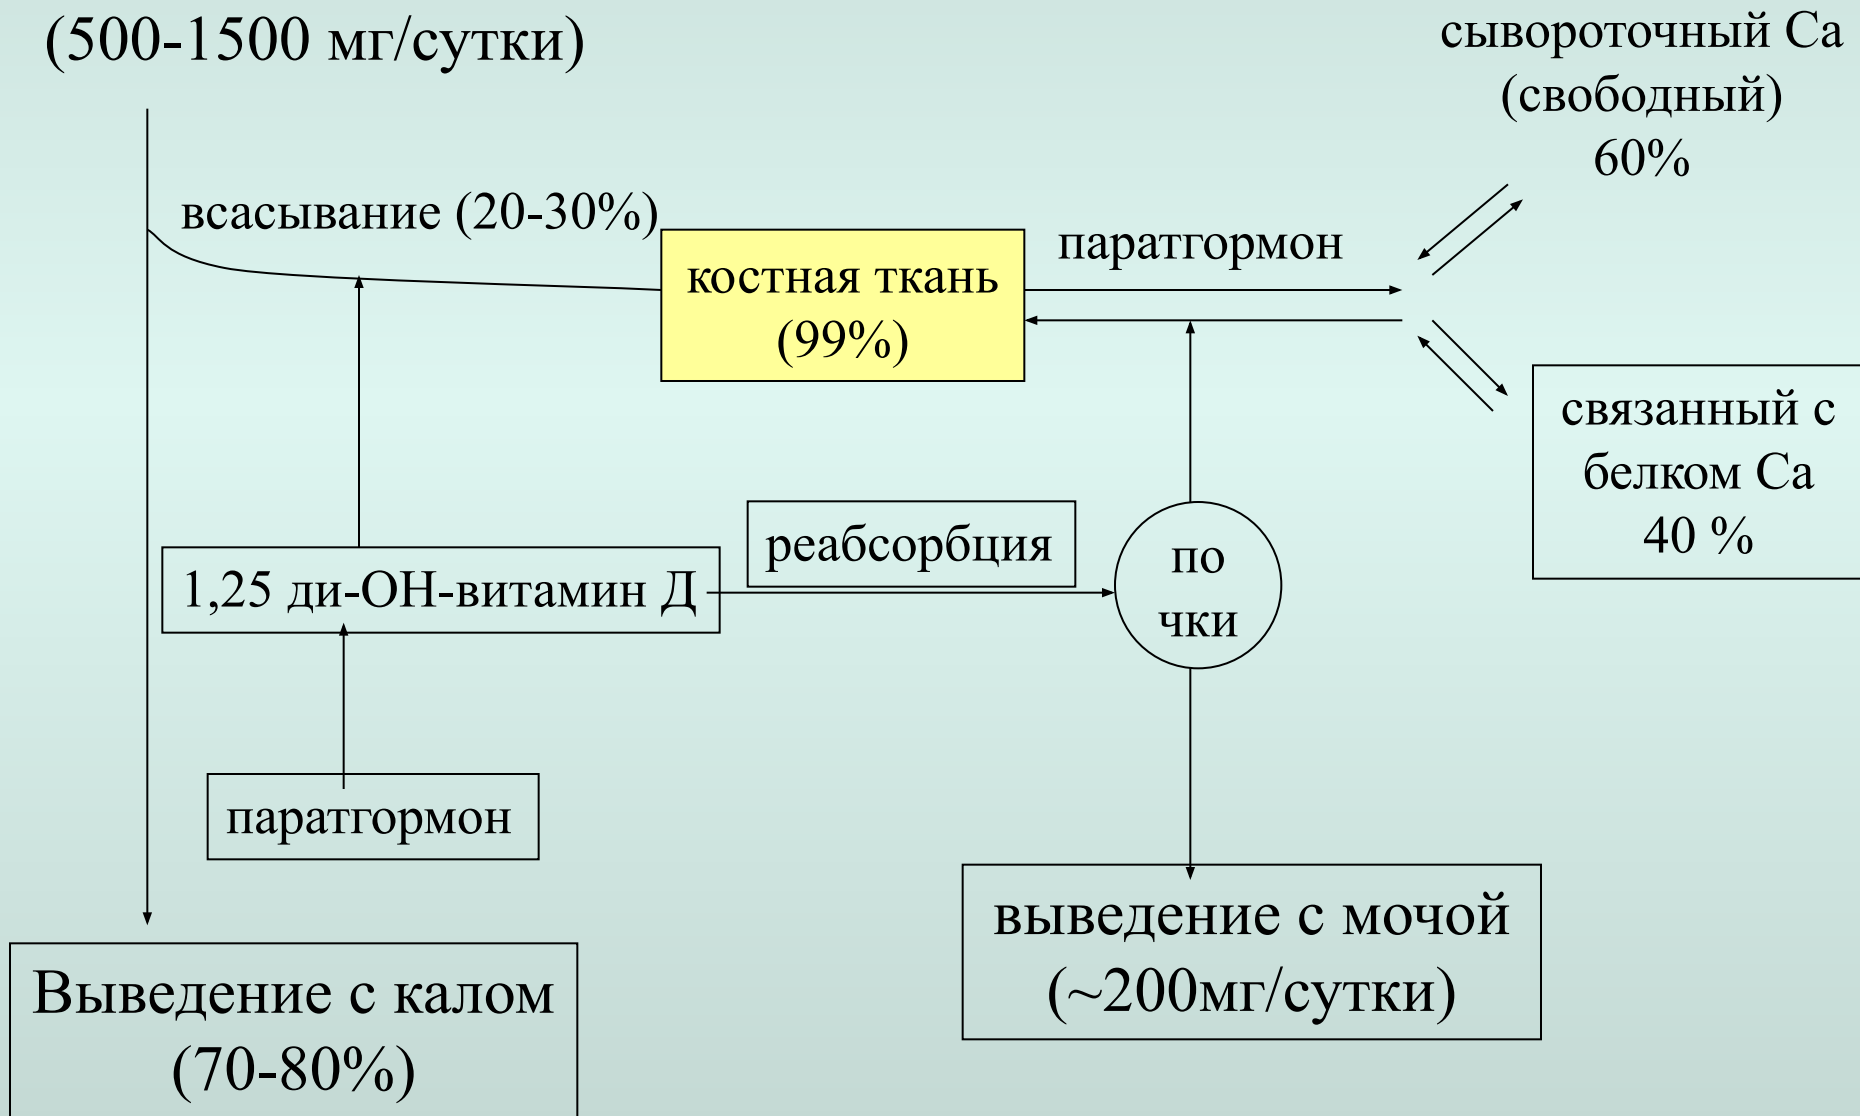 (500-1500 мг/сутки)
сывороточный Са
(свободный)
60%
всасывание (20-30%)
костная ткань
(99%)
паратгормон
связанный с
белком Са
40 %
реабсорбция
по
чки
1,25 ди-ОН-витамин Д
паратгормон
выведение с мочой
(~200мг/сутки)
Выведение с калом
(70-80%)